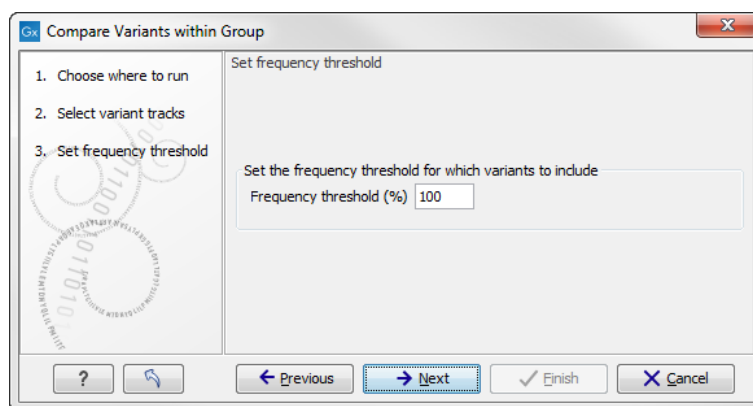 Gx Compare Variants within Group
1. Choose where to run
2. Select variant tracks
3. Set frequency threshold
Set frequency threshold
Set the frequency threshold for which variants to include
Frequency threshold (%) 100
? Previous Next Finish Cancel